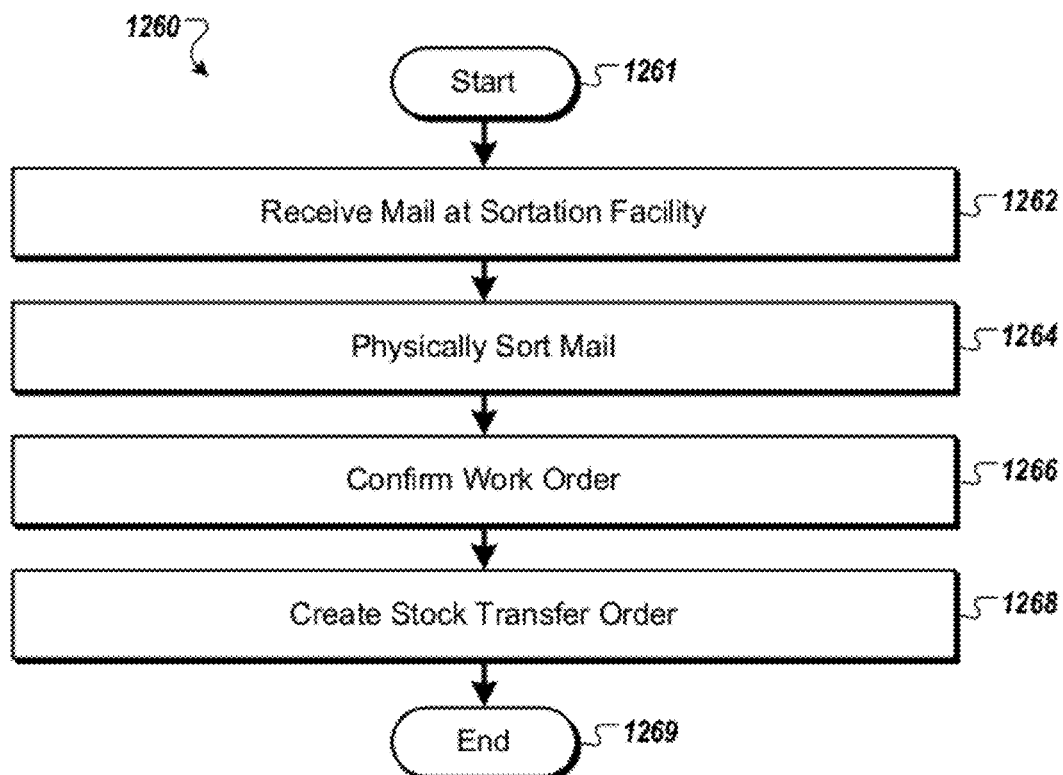 1260
Start
1261
Receive Mail at Sortation Facility
1262
Physically Sort Mail
1264
Confirm Work Order
1266
Create Stock Transfer Order
1268
End
1269